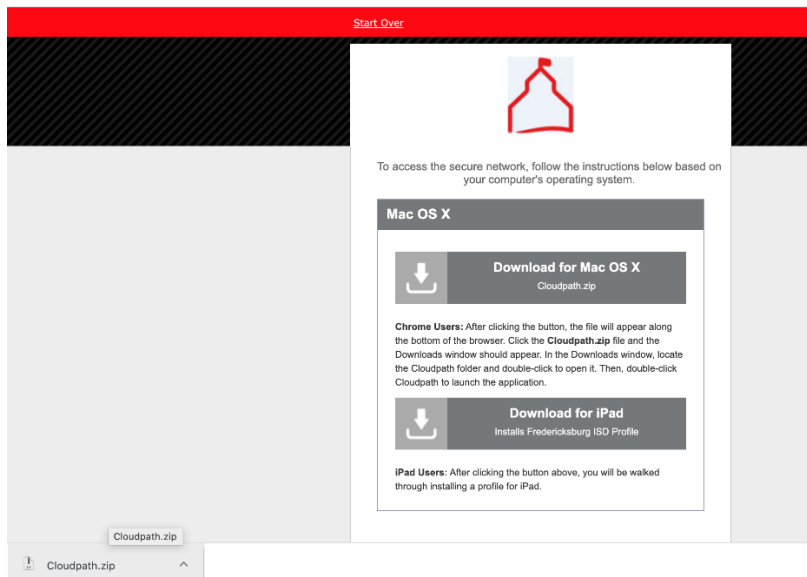 Start Over
To access the secure network, follow the instructions below based on
your computer's operating system.
Mac OS X
Download for Mac OS X
Cloudpath.zip
Chrome Users: After clicking the button, the file will appear along
the bottom of the browser. Click the Cloudpath.zip file and the
Downloads window should appear. In the Downloads window, locate
the Cloudpath folder and double-click to open it. Then, double-click
Cloudpath to launch the application.
Download for iPad
Installs Fredericksburg ISD Profile
iPad Users: After clicking the button above, you will be walked
through installing a profile for iPad.
Cloudpath.zip
Cloudpath.zip